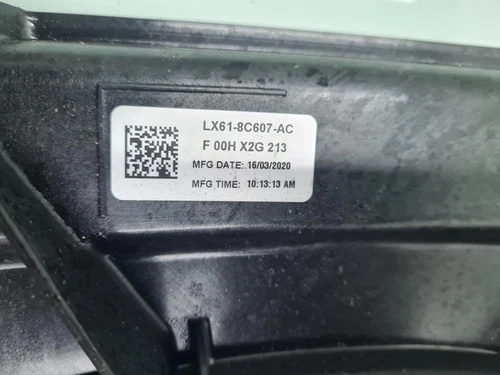 LX61-8C607-AC
F 00H X2G 213
MFG DATE: 16/03/2020
MFG TIME: 10:13:13 AM